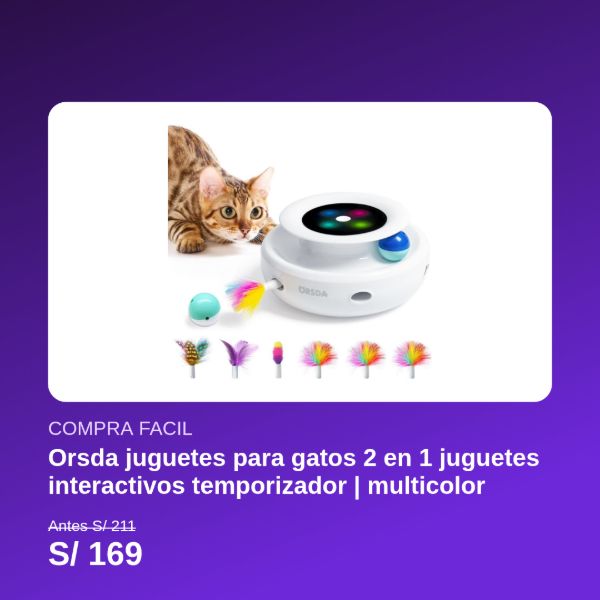 ORSDA
COMPRA FACIL
Orsda juguetes para gatos 2 en 1 juguetes
interactivos temporizador | multicolor
Antes S/ 211
S/ 169